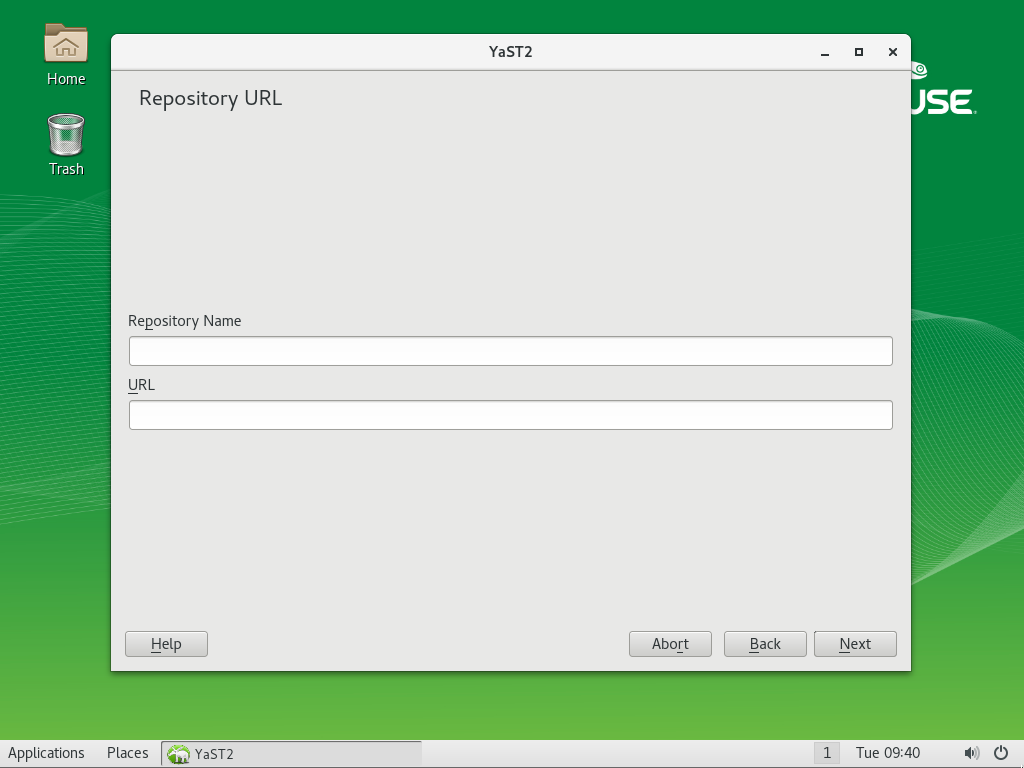 Home
Trash
YaST2
USE
Repository URL
Repository Name
URL
Help
Abort
Back
Next
Applications
Places
YaST2
1
Tue 09:40